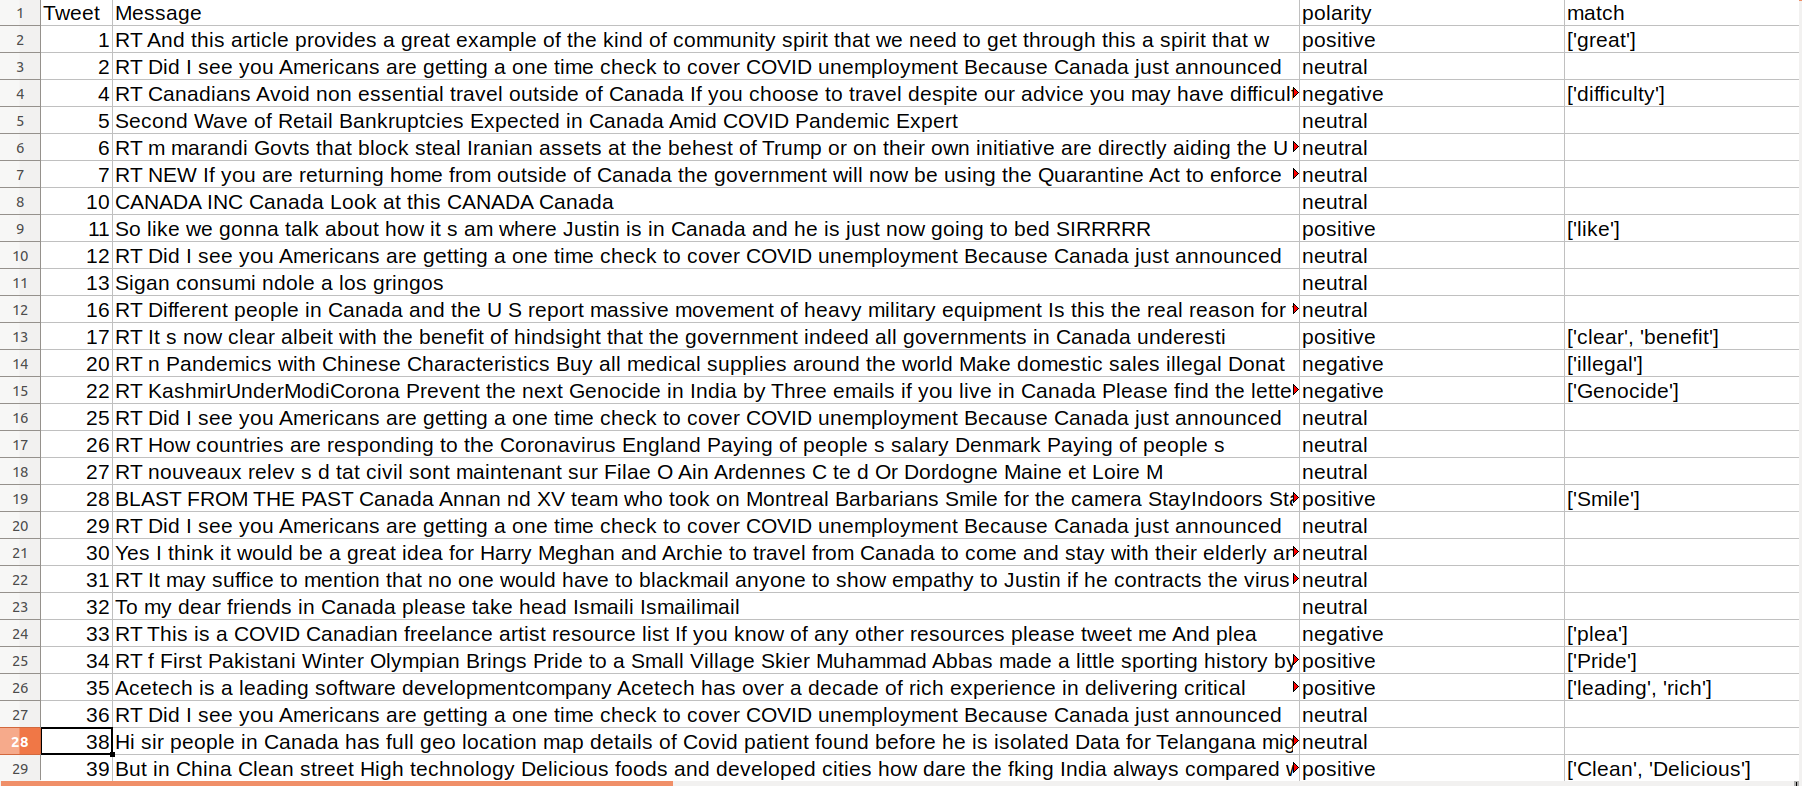 1 Tweet Message polarity match
2 1 RT And this article provides a great example of the kind of community spirit that we need to get through this a spirit that w positive ['great']
3 2 RT Did I see you Americans are getting a one time check to cover COVID unemployment Because Canada just announced neutral
4 4 RT Canadians Avoid non essential travel outside of Canada If you choose to travel despite our advice you may have difficul negative ['difficulty']
5 5 Second Wave of Retail Bankruptcies Expected in Canada Amid COVID Pandemic Expert neutral
6 6 RT m marandi Govts that block steal Iranian assets at the behest of Trump or on their own initiative are directly aiding the U neutral
7 7 RT NEW If you are returning home from outside of Canada the government will now be using the Quarantine Act to enforce neutral
8 10 CANADA INC Canada Look at this CANADA Canada neutral
9 11 So like we gonna talk about how it s am where Justin is in Canada and he is just now going to bed SIRRRRR positive ['like']
10 12 RT Did I see you Americans are getting a one time check to cover COVID unemployment Because Canada just announced neutral
11 13 Sigan consumi ndole a los gringos neutral
12 16 RT Different people in Canada and the U S report massive movement of heavy military equipment Is this the real reason for neutral
13 17 RT It s now clear albeit with the benefit of hindsight that the government indeed all governments in Canada underesti positive ['clear', 'benefit']
14 20 RT n Pandemics with Chinese Characteristics Buy all medical supplies around the world Make domestic sales illegal Donat negative ['illegal']
15 22 RT KashmirUnderModiCorona Prevent the next Genocide in India by Three emails if you live in Canada Please find the lette negative ['Genocide']
16 25 RT Did I see you Americans are getting a one time check to cover COVID unemployment Because Canada just announced neutral
17 26 RT How countries are responding to the Coronavirus England Paying of people s salary Denmark Paying of people s neutral
18 27 RT nouveaux relev s d tat civil sont maintenant sur Filae O Ain Ardennes C te d Or Dordogne Maine et Loire M neutral
19 28 BLAST FROM THE PAST Canada Annan nd XV team who took on Montreal Barbarians Smile for the camera StayIndoors Sta positive ['Smile']
20 29 RT Did I see you Americans are getting a one time check to cover COVID unemployment Because Canada just announced neutral
21 30 Yes I think it would be a great idea for Harry Meghan and Archie to travel from Canada to come and stay with their elderly an neutral
22 31 RT It may suffice to mention that no one would have to blackmail anyone to show empathy to Justin if he contracts the virus neutral
23 32 To my dear friends in Canada please take head Ismaili Ismailimail neutral
24 33 RT This is a COVID Canadian freelance artist resource list If you know of any other resources please tweet me And plea negative ['plea']
25 34 RT f First Pakistani Winter Olympian Brings Pride to a Small Village Skier Muhammad Abbas made a little sporting history by positive ['Pride']
26 35 Acetech is a leading software developmentcompany Acetech has over a decade of rich experience in delivering critical positive ['leading', 'rich']
27 36 RT Did I see you Americans are getting a one time check to cover COVID unemployment Because Canada just announced neutral
28 38 Hi sir people in Canada has full geo location map details of Covid patient found before he is isolated Data for Telangana mig neutral
29 39 But in China Clean street High technology Delicious foods and developed cities how dare the fking India always compared w positive ['Clean', 'Delicious']